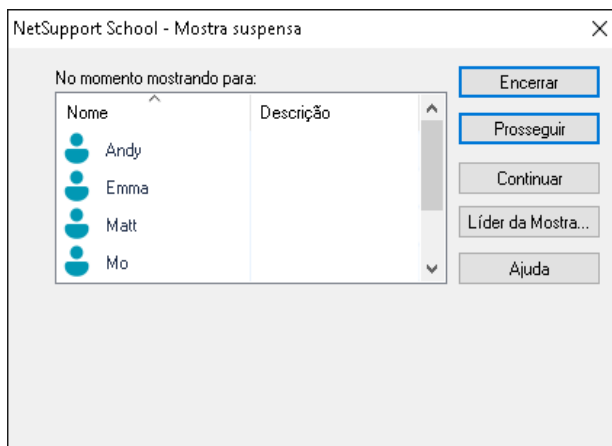 NetSupport School - Mostra suspensa
No momento mostrando para:
Nome Descrição
Andy
Emma
Matt
Mo
Encerrar
Prosseguir
Continuar
Líder da Mostra...
Ajuda